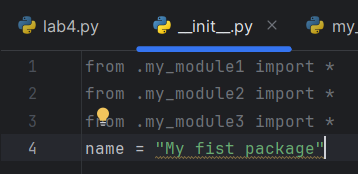 lab4.py __init__.py my_
1 from .my_module1 import *
2 from .my_module2 import *
3 from .my_module3 import *
4 name = "My fist package"